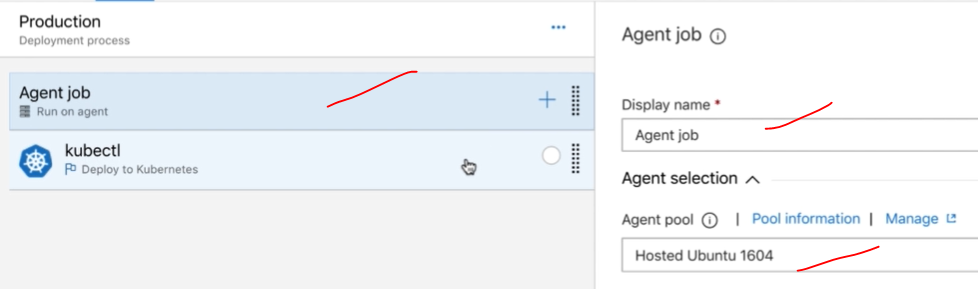 Production
Deployment process
Agent job
Run on agent
kubectl
Deploy to Kubernetes
Agent job
Display name *
Agent job
Agent selection
Agent pool | Pool information | Manage
Hosted Ubuntu 1604